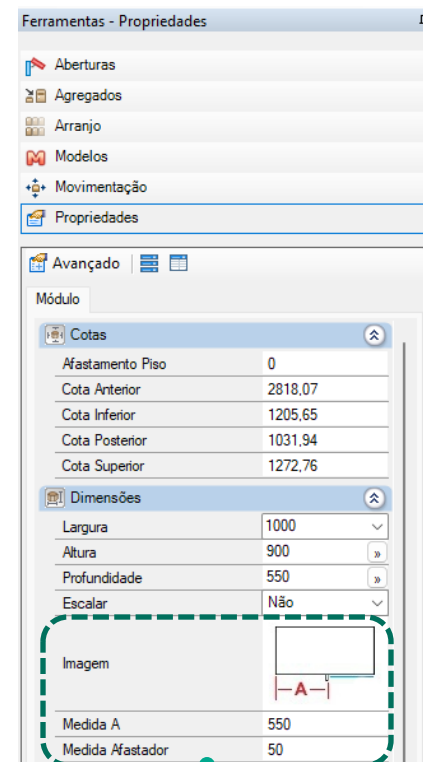 Ferramentas - Propriedades
Aberturas
Agregados
Arranjo
Modelos
Movimentação
Propriedades
Avançado
Módulo
Cotas
Afastamento Piso 0
Cota Anterior 2818,07
Cota Inferior 1205,65
Cota Posterior 1031,94
Cota Superior 1272,76
Dimensões
Largura 1000
Altura 900 »
Profundidade 550 »
Escalar Não
Imagem
A
Medida A 550
Medida Afastador 50